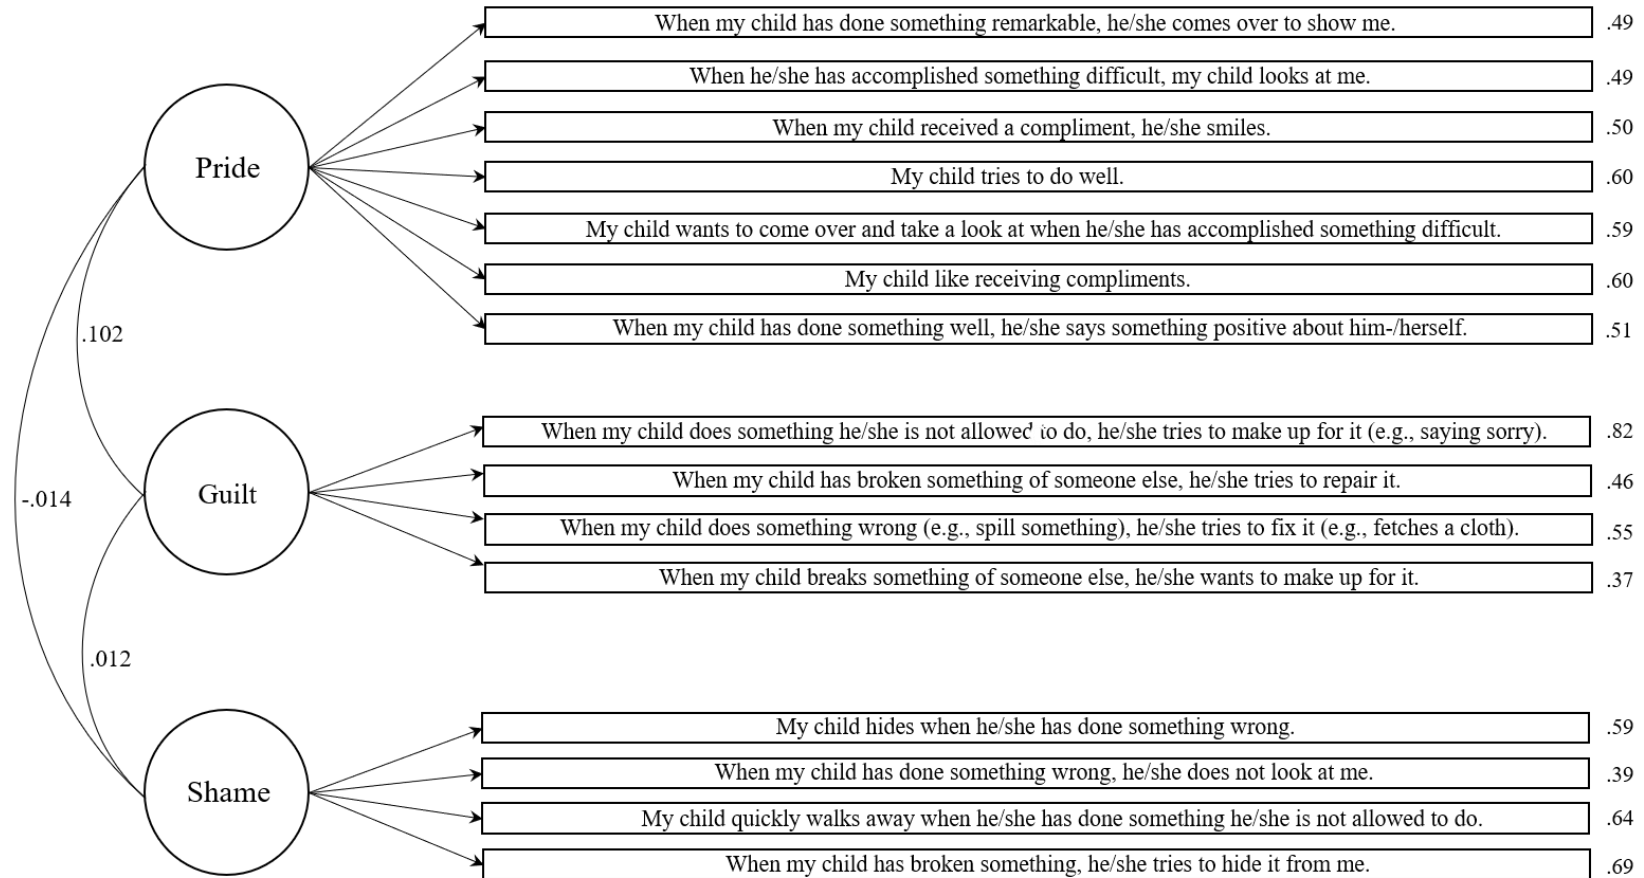 When my child has done something remarkable, he/she comes over to show me. .49
When he/she has accomplished something difficult, my child looks at me. .49
When my child received a compliment, he/she smiles. .50
Pride
My child tries to do well. .60
My child wants to come over and take a look at when he/she has accomplished something difficult. .59
My child like receiving compliments. .60
When my child has done something well, he/she says something positive about him-/herself. .51
.102
When my child does something he/she is not allowed to do, he/she tries to make up for it (e.g., saying sorry). .82
When my child has broken something of someone else, he/she tries to repair it. .46
-.014
Guilt
When my child does something wrong (e.g., spill something), he/she tries to fix it (e.g., fetches a cloth). .55
When my child breaks something of someone else, he/she wants to make up for it. .37
.012
My child hides when he/she has done something wrong. .59
When my child has done something wrong, he/she does not look at me. .39
Shame
My child quickly walks away when he/she has done something he/she is not allowed to do. .64
When my child has broken something, he/she tries to hide it from me. .69